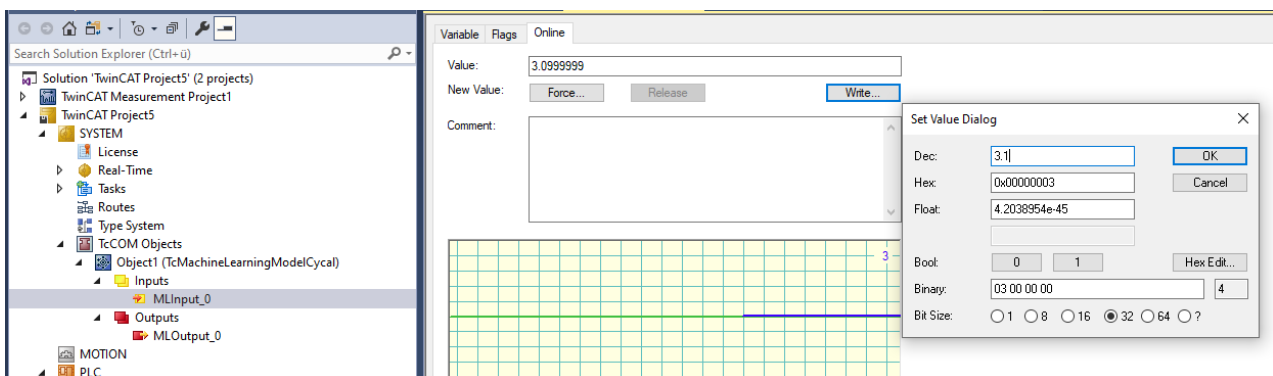 Search Solution Explorer (Ctrl+ü)
Solution 'TwinCAT Project5' (2 projects)
TwinCAT Measurement Project1
TwinCAT Project5
SYSTEM
License
Real-Time
Tasks
Routes
Type System
TcCOM Objects
Object1 (TcMachineLearningModelCycal)
Inputs
MLInput_0
Outputs
MLOutput_0
MOTION
PLC
Variable Flags Online
Value: 3.0999999
New Value: Force... Release Write...
Comment:
3
Set Value Dialog
Dec: 3.1 OK
Hex: 0x00000003 Cancel
Float: 4.2038954e-45
Bool: 0 1 Hex Edit...
Binary: 03 00 00 00 4
Bit Size: 1 8 16 32 64 ?